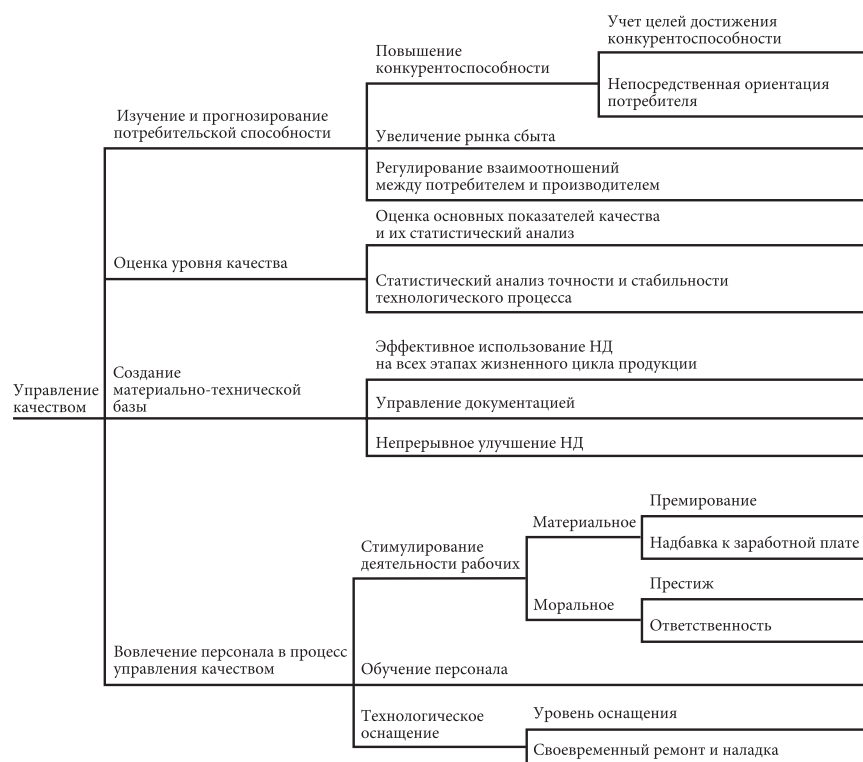 Учет целей достижения
конкурентоспособности
Повышение
конкурентоспособности
Непосредственная ориентация
потребителя
Изучение и прогнозирование
потребительской способности
Увеличение рынка сбыта
Регулирование взаимоотношений
между потребителем и производителем
Оценка основных показателей качества
и их статистический анализ
Оценка уровня качества
Статистический анализ точности и стабильности
технологического процесса
Эффективное использование НД
на всех этапах жизненного цикла продукции
Создание
материально-технической
базы
Управление
качеством
Управление документацией
Непрерывное улучшение НД
Премирование
Материальное
Надбавка к заработной плате
Стимулирование
деятельности рабочих
Престиж
Моральное
Ответственность
Вовлечение персонала в процесс
управления качеством
Обучение персонала
Технологическое
оснащение
Уровень оснащения
Своевременный ремонт и наладка